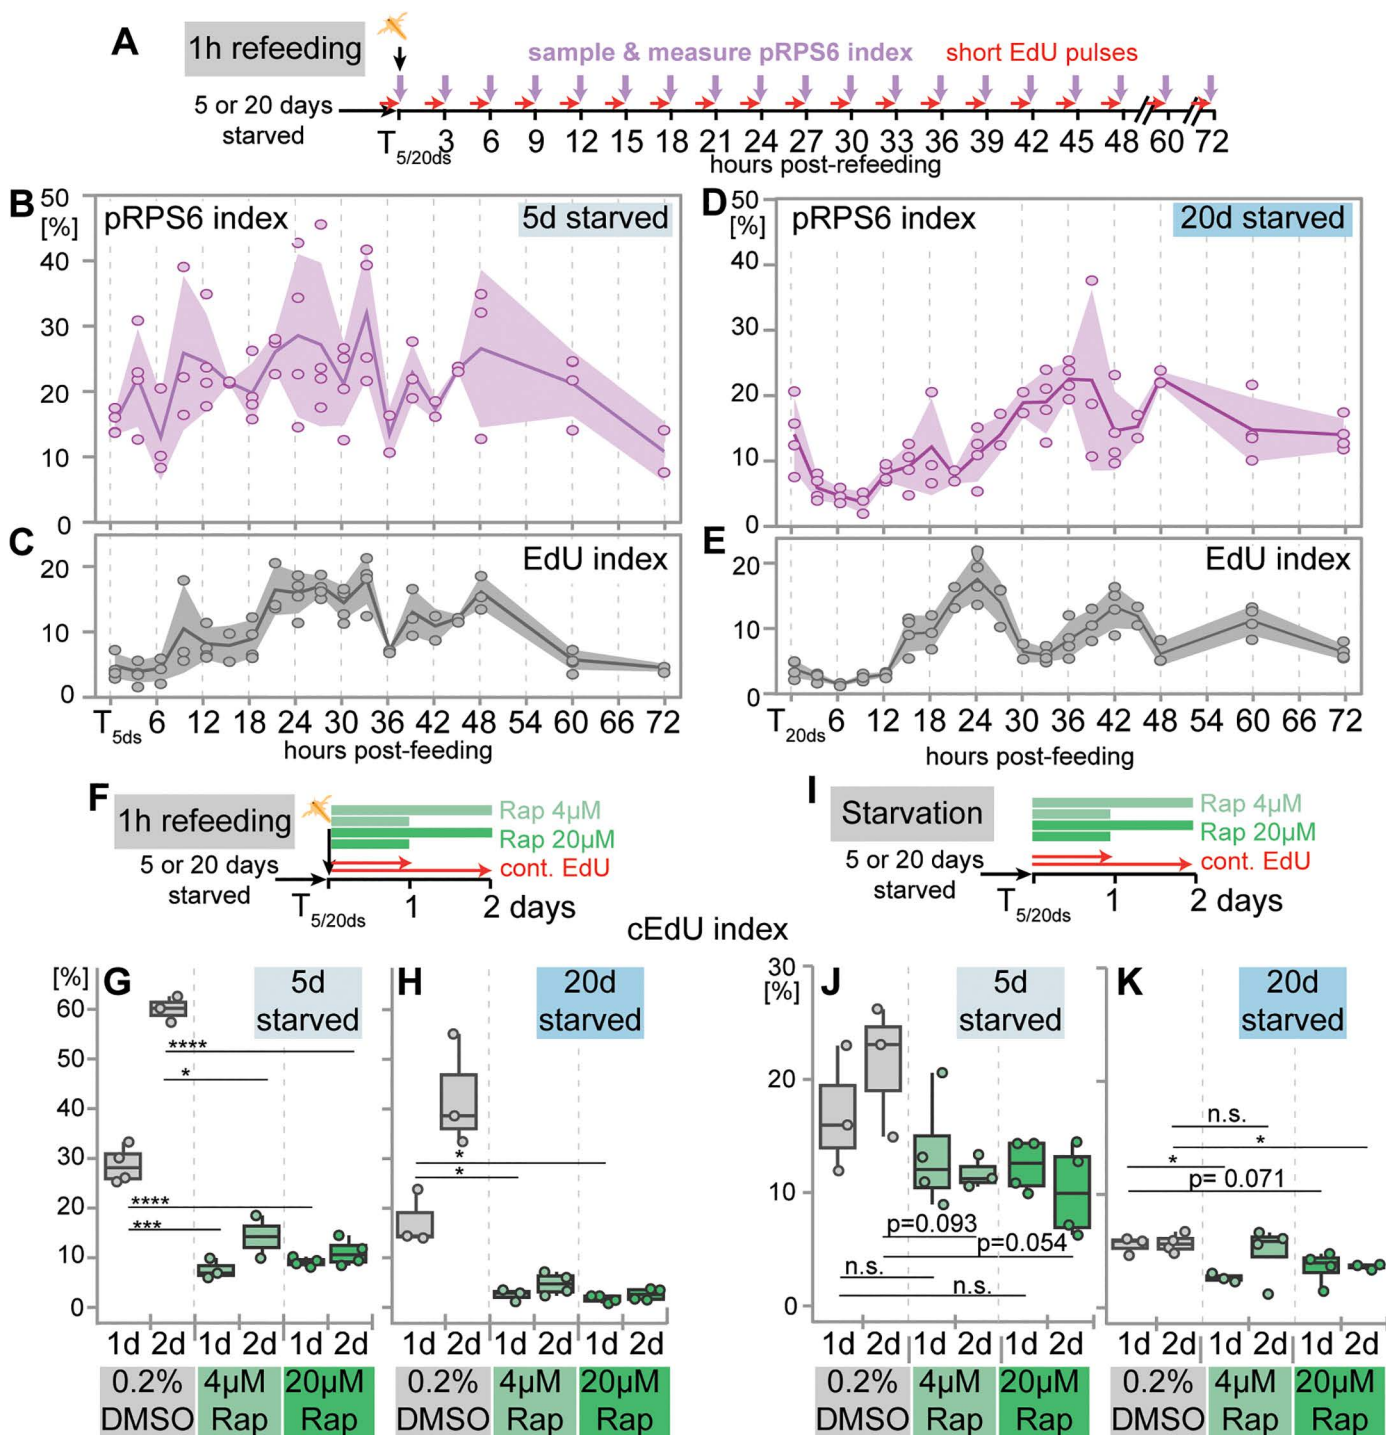 A
1h refeeding
sample & measure pRPS6 index
short EdU pulses
5 or 20 days
starved
T5/20ds 3 6 9 12 15 18 21 24 27 30 33 36 39 42 45 48 60 72
hours post-refeeding
B
50
[%]
40
30
20
10
0
pRPS6 index
5d starved
D
50
[%]
40
30
20
10
0
pRPS6 index
20d starved
C
20
10
0
EdU index
T5ds 6 12 18 24 30 36 42 48 54 60 66 72
hours post-feeding
E
20
10
0
EdU index
T20ds 6 12 18 24 30 36 42 48 54 60 66 72
hours post-feeding
F
1h refeeding
Rap 4µM
Rap 20µM
cont. EdU
5 or 20 days
starved
T5/20ds 1 2 days
I
Starvation
Rap 4µM
Rap 20µM
cont. EdU
5 or 20 days
starved
T5/20ds 1 2 days
cEdU index
[%]
60
50
40
30
20
10
0
G
5d
starved
****
*
****
***
1d 2d 1d 2d 1d 2d
0.2%
DMSO
4µM
Rap
20µM
Rap
H
20d
starved
*
*
1d 2d 1d 2d 1d 2d
0.2%
DMSO
4µM
Rap
20µM
Rap
30
[%]
20
10
0
J
5d
starved
p=0.093
p=0.054
n.s.
n.s.
1d 2d 1d 2d 1d 2d
0.2%
DMSO
4µM
Rap
20µM
Rap
K
20d
starved
n.s.
*
*
p= 0.071
1d 2d 1d 2d 1d 2d
0.2%
DMSO
4µM
Rap
20µM
Rap